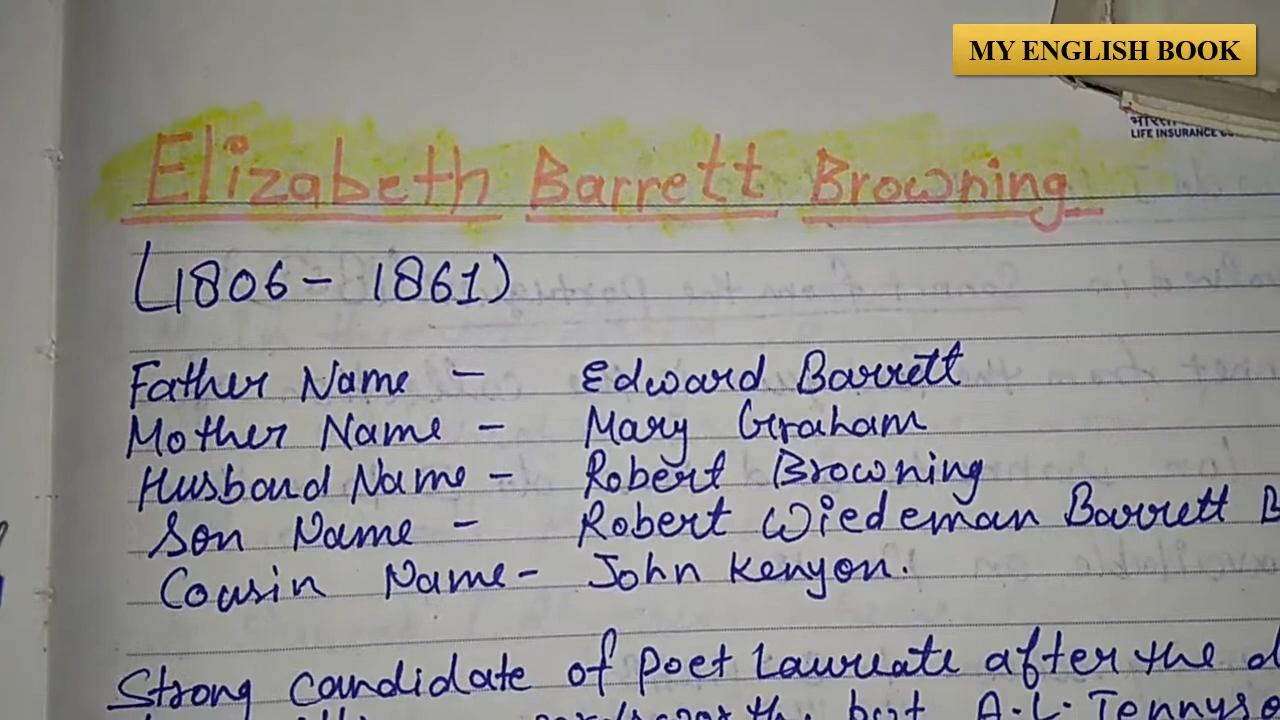 MY ENGLISH BOOK
LIFE INSURANCE
Elizabeth Barrett Browning
(1806 - 1861)
Father Name - Edward Barrett
Mother Name - Mary Graham
Husband Name - Robert Browning
Son Name - Robert Wiedeman Barrett B
Cousin Name - John Kenyon.
Strong candidate of Poet Laureate after the d
but A.L. Tennyso